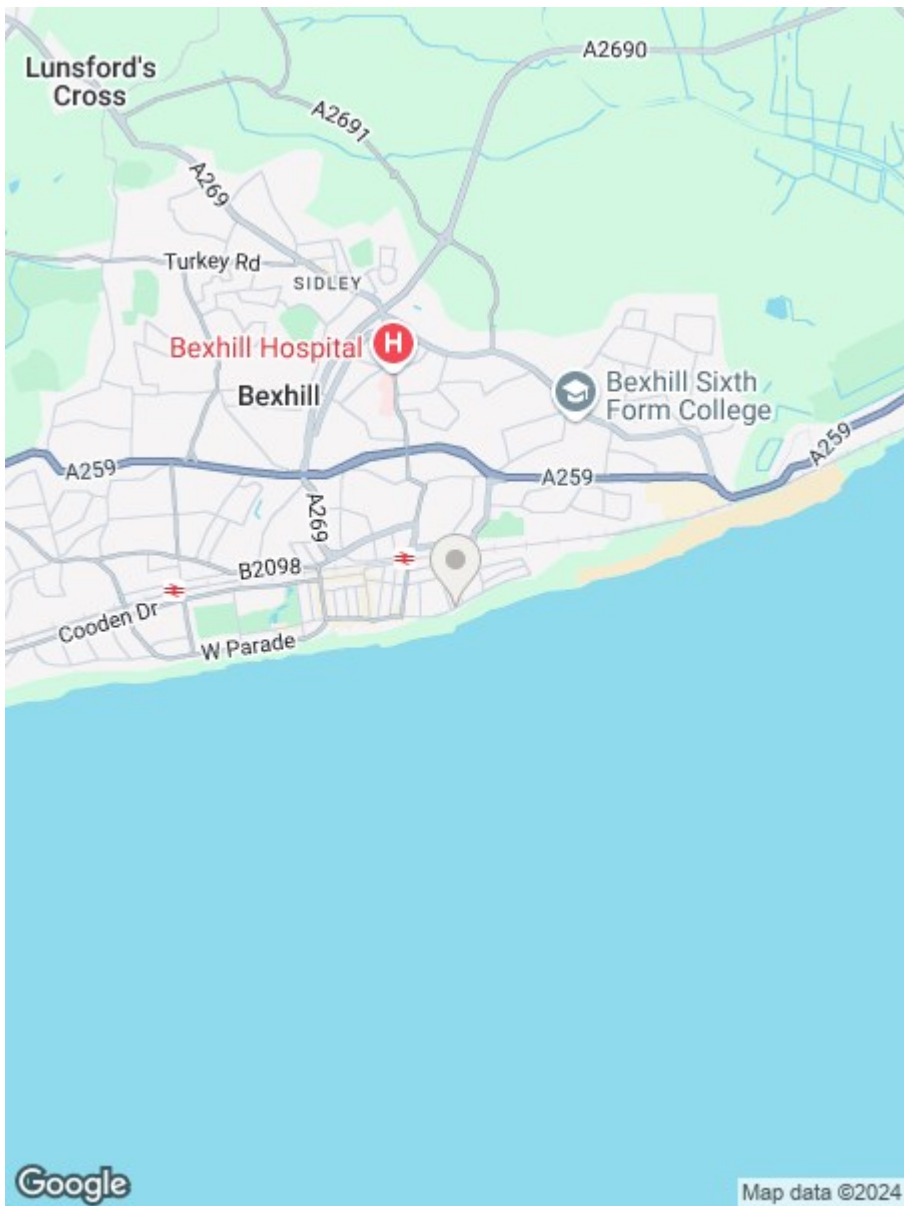 A2690
Lunsford's
Cross
A2691
A269
Turkey Rd
SIDLEY
Bexhill Hospital
H
Bexhill
Bexhill Sixth
Form College
A259
A259
A259
A269
B2098
Cooden Dr
W Parade
Google
Map data ©2024